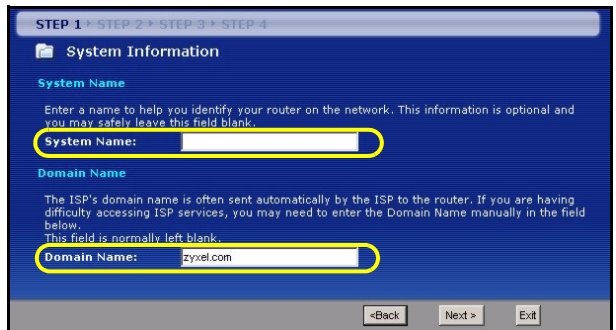 STEP 1 › STEP 2 › STEP 3 › STEP 4
System Information
System Name
Enter a name to help you identify your router on the network. This information is optional and
you may safely leave this field blank.
System Name:
Domain Name
The ISP's domain name is often sent automatically by the ISP to the router. If you are having
difficulty accessing ISP services, you may need to enter the Domain Name manually in the field
below.
This field is normally left blank.
Domain Name: zyxel.com
<Back Next > Exit